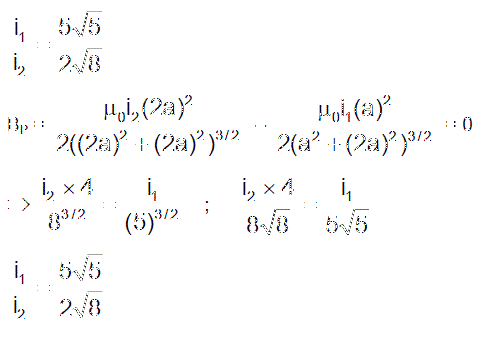 i₁/i₂ = 5√5/2√8
B_P = μ₀i₂(2a)²/2((2a)² + (2a)²)^3/2 − μ₀i₁(a)²/2(a² + (2a)²)^3/2 = 0
⇒ i₂ × 4/8^3/2 = i₁/(5)^3/2 ; i₂ × 4/8√8 = i₁/5√5
i₁/i₂ = 5√5/2√8